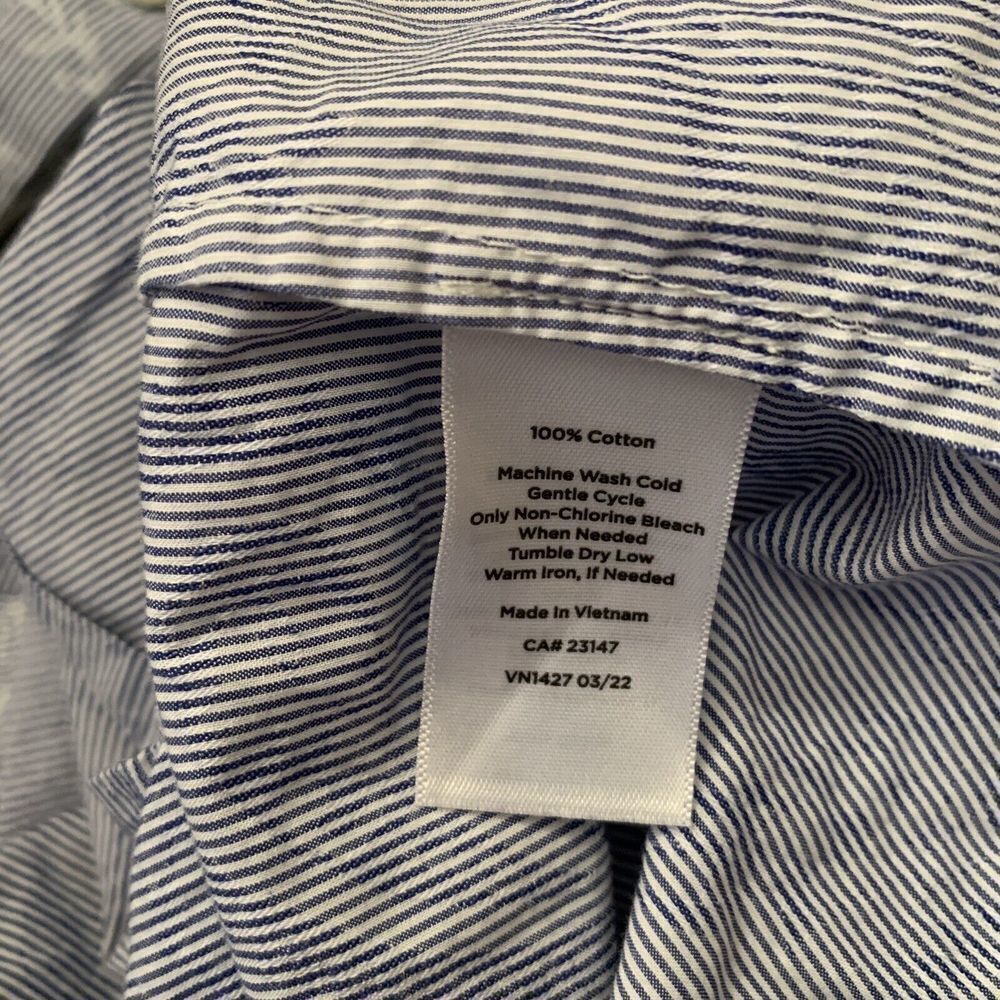 100% Cotton
Machine Wash Cold
Gentle Cycle
Only Non-Chlorine Bleach
When Needed
Tumble Dry Low
Warm Iron, If Needed
Made In Vietnam
CA# 23147
VN1427 03/22